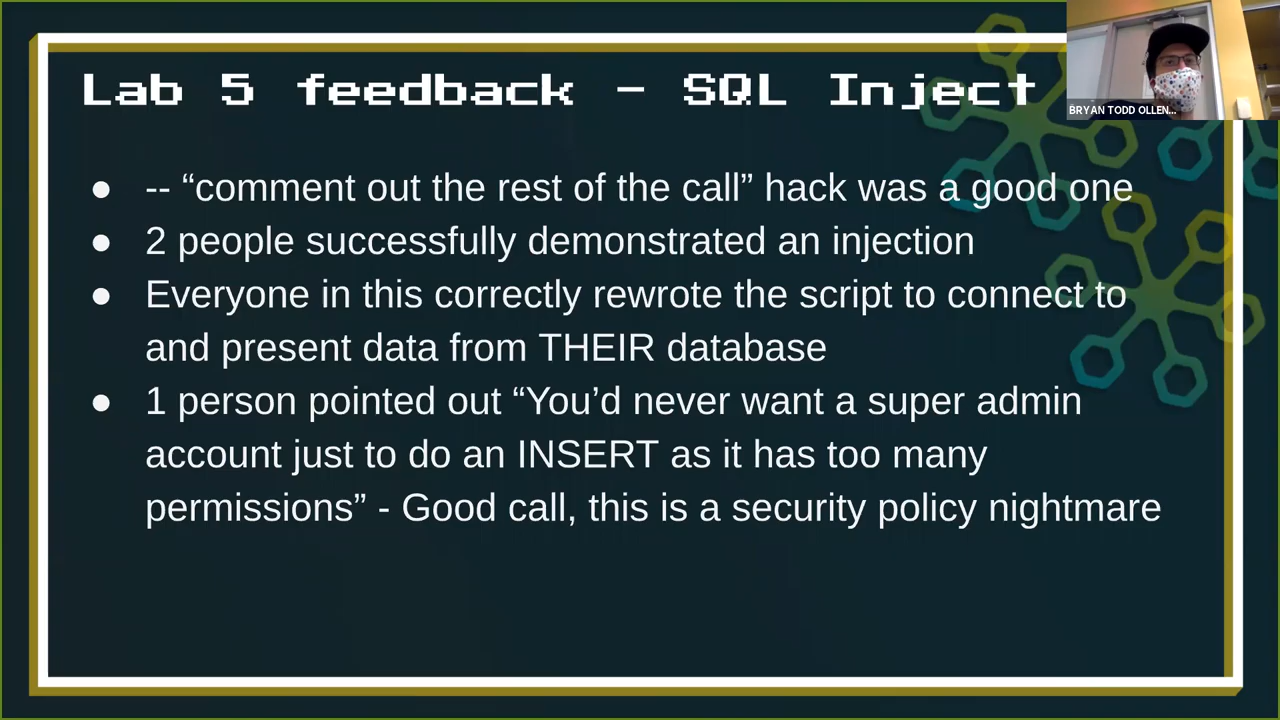 Lab 5 feedback - SQL Inject
BRYAN TODD OLLEN...
● -- “comment out the rest of the call” hack was a good one
● 2 people successfully demonstrated an injection
● Everyone in this correctly rewrote the script to connect to
and present data from THEIR database
● 1 person pointed out “You’d never want a super admin
account just to do an INSERT as it has too many
permissions” - Good call, this is a security policy nightmare